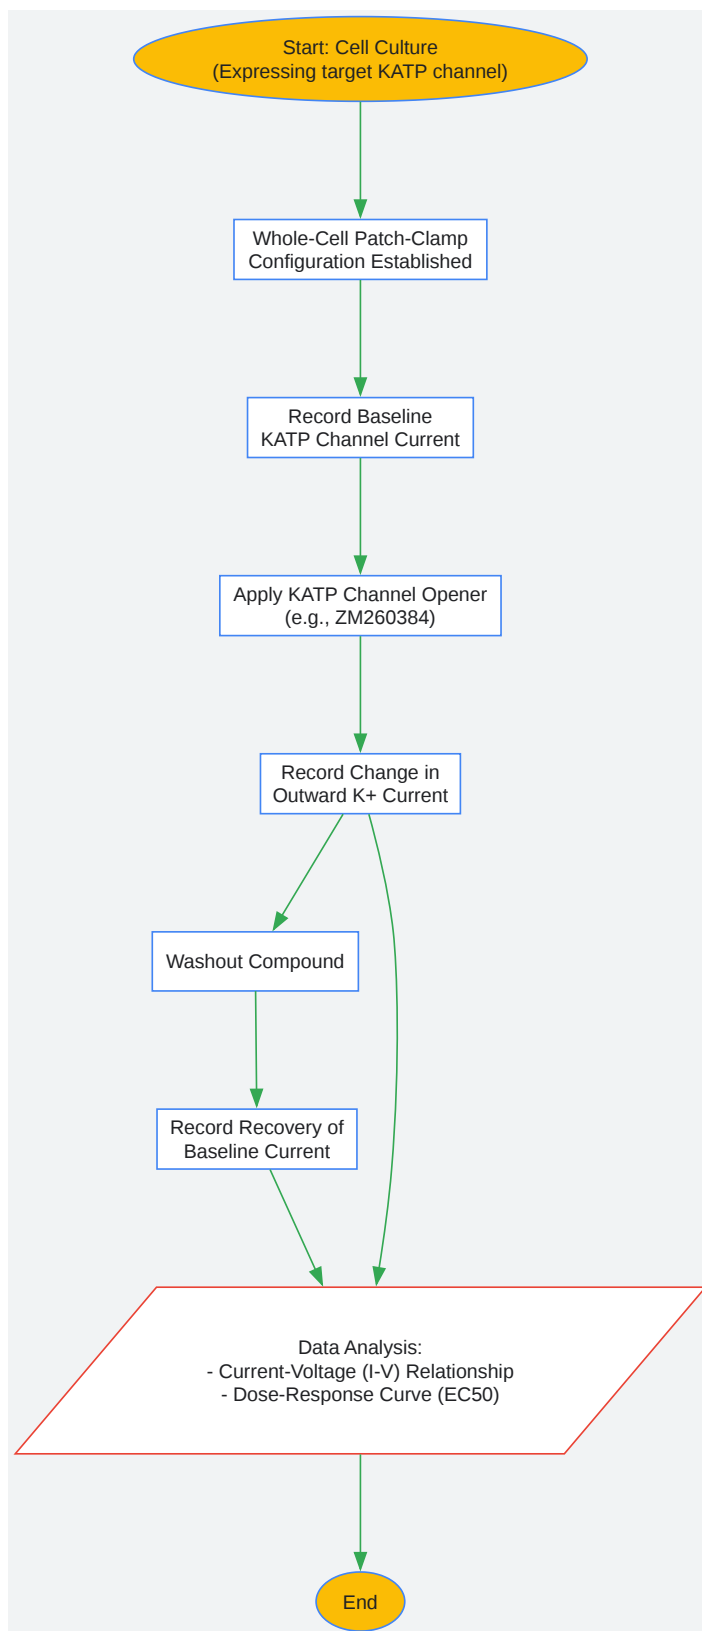 Start: Cell Culture
(Expressing target KATP channel)
Whole-Cell Patch-Clamp
Configuration Established
Record Baseline
KATP Channel Current
Apply KATP Channel Opener
(e.g., ZM260384)
Record Change in
Outward K+ Current
Washout Compound
Record Recovery of
Baseline Current
Data Analysis:
- Current-Voltage (I-V) Relationship
- Dose-Response Curve (EC50)
End